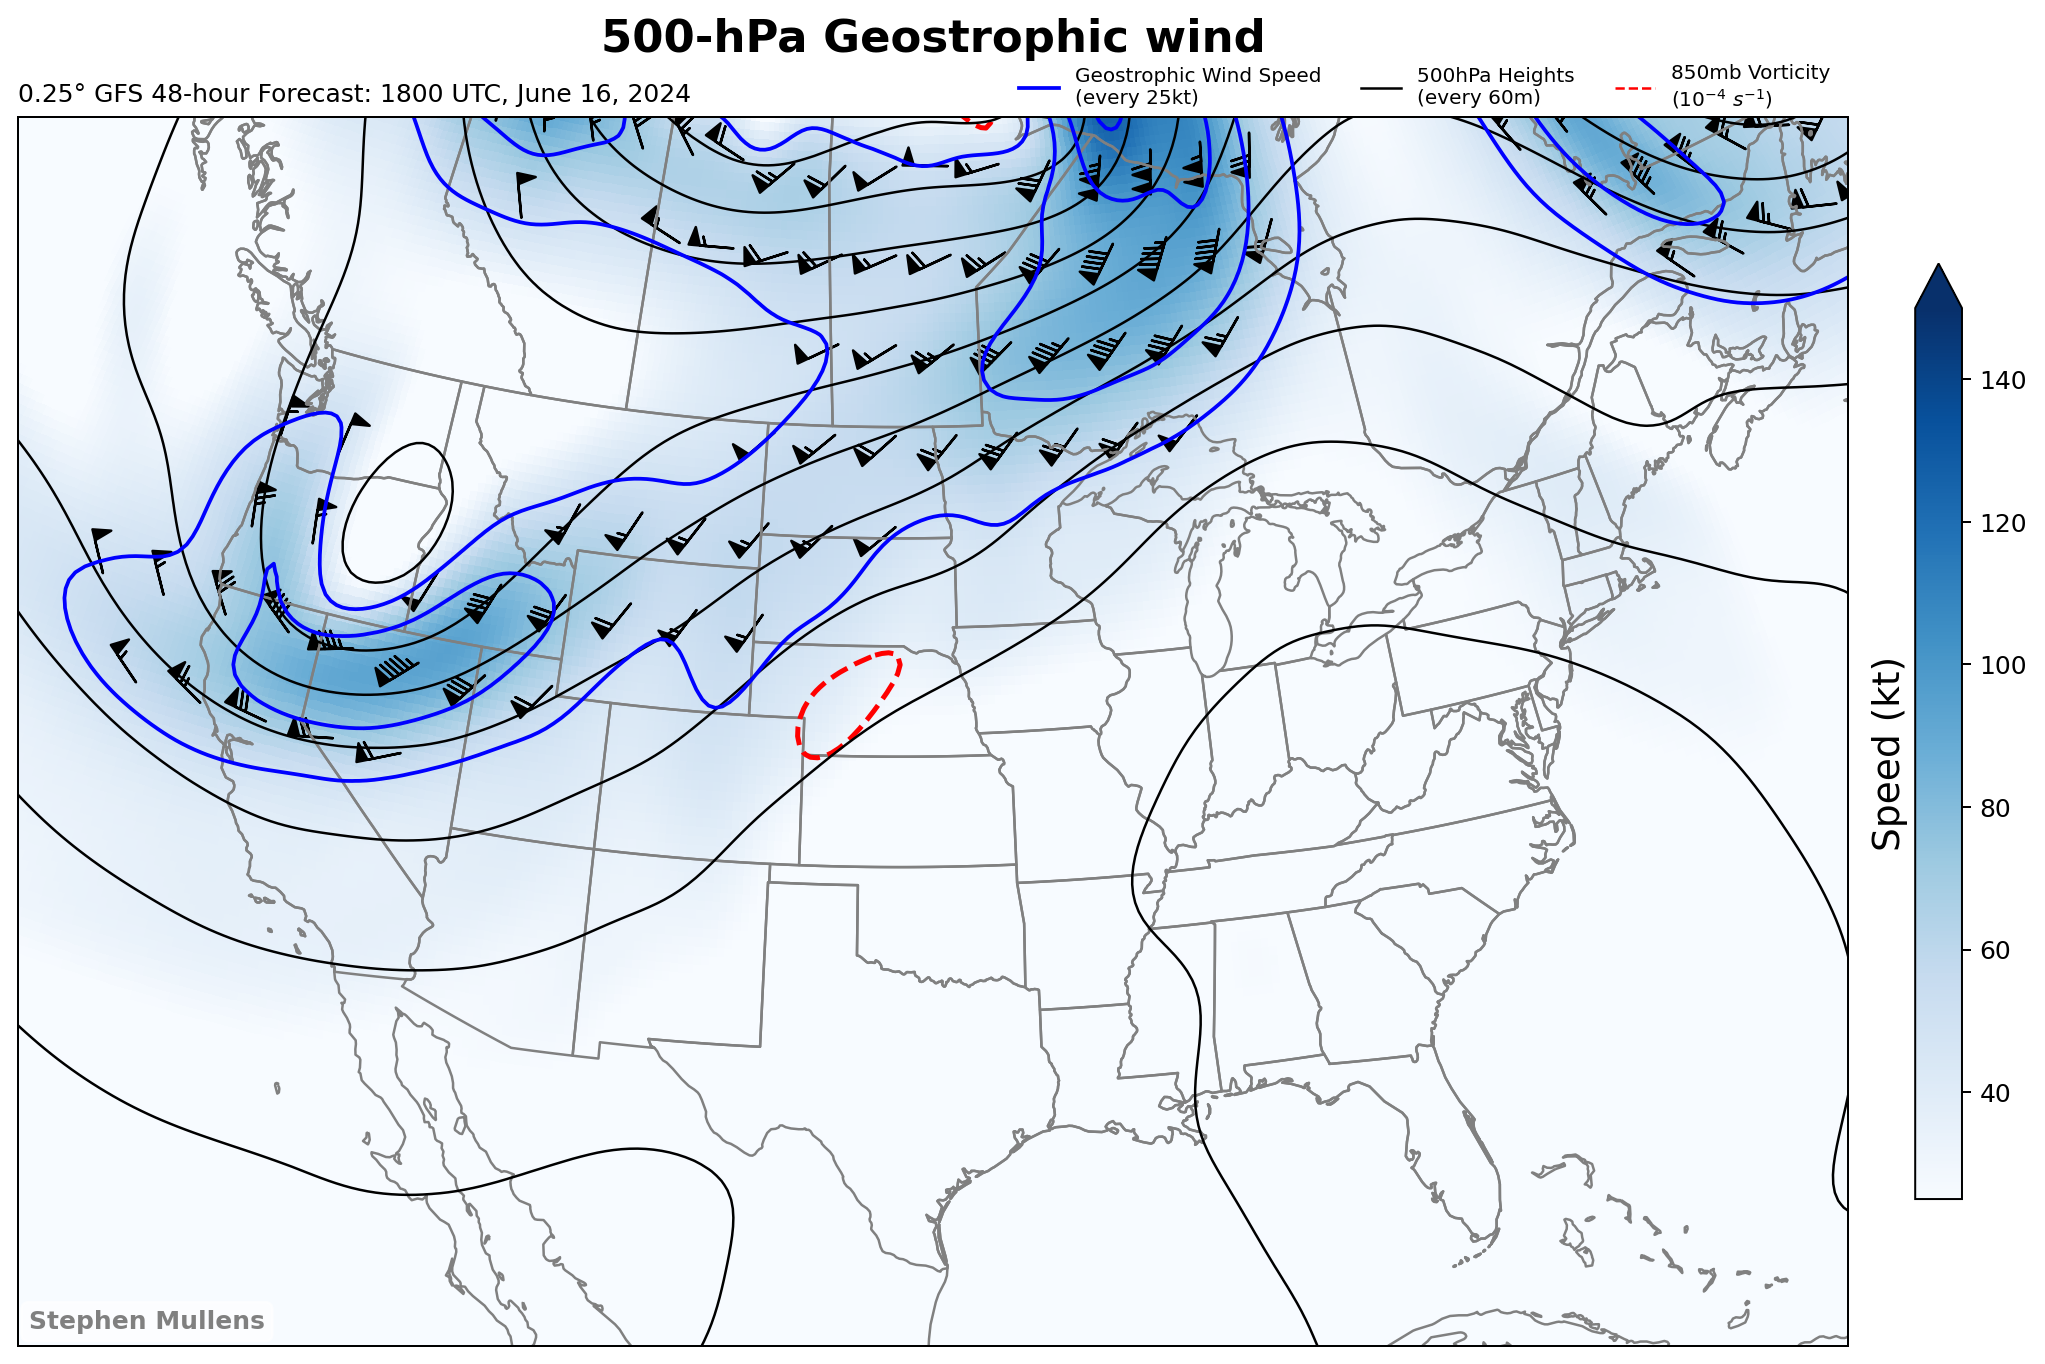 500-hPa Geostrophic wind
0.25° GFS 48-hour Forecast: 1800 UTC, June 16, 2024
Geostrophic Wind Speed
(every 25kt)
500hPa Heights
(every 60m)
850mb Vorticity
(10⁻⁴ s⁻¹)
140
120
100
80
60
40
Speed (kt)
Stephen Mullens